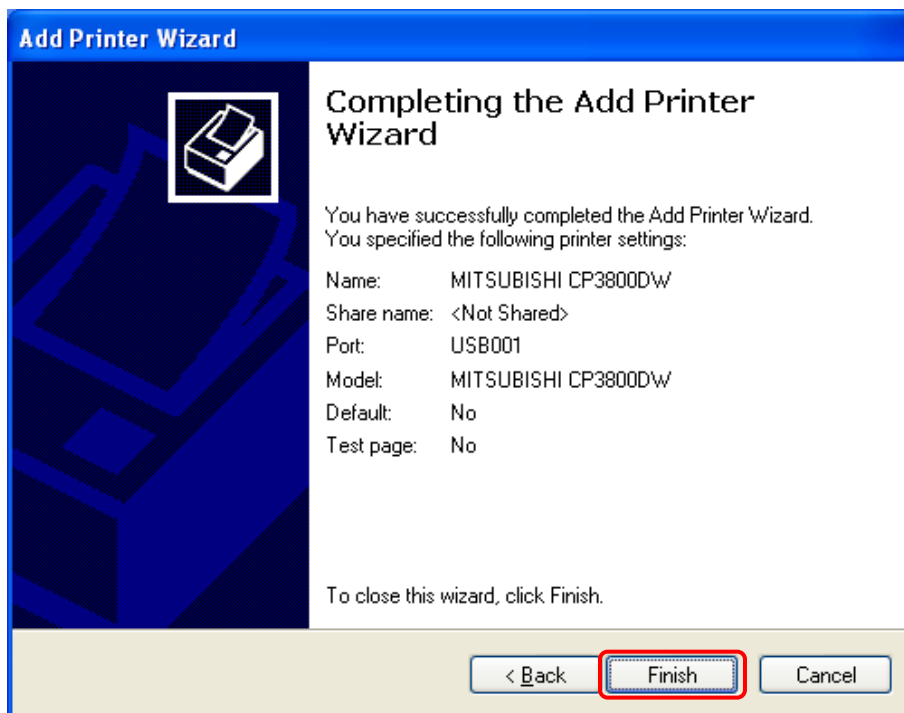 Add Printer Wizard
Completing the Add Printer
Wizard
You have successfully completed the Add Printer Wizard.
You specified the following printer settings:
Name: MITSUBISHI CP3800DW
Share name: <Not Shared>
Port: USB001
Model: MITSUBISHI CP3800DW
Default: No
Test page: No
To close this wizard, click Finish.
< Back Finish Cancel